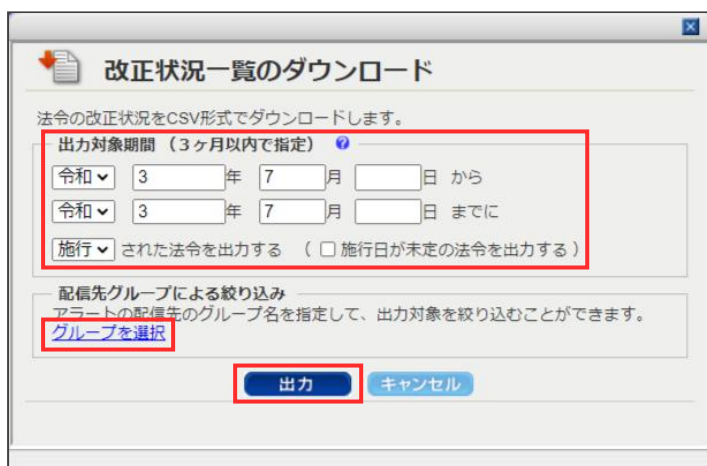 改正状況一覧のダウンロード
法令の改正状況をCSV形式でダウンロードします。
出力対象期間（3ヶ月以内で指定） ?
令和 3 年 7 月 日 から
令和 3 年 7 月 日 までに
施行 された法令を出力する （ 施行日が未定の法令を出力する ）
配信先グループによる絞り込み
アラートの配信先のグループ名を指定して、出力対象を絞り込むことができます。
グループを選択
出力 キャンセル